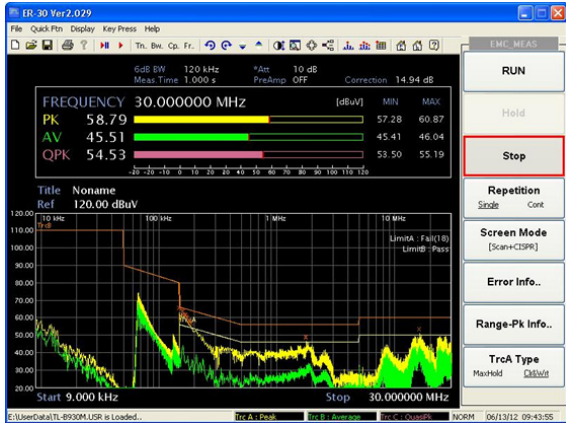 ER-30 Ver2.029
File Quick Ftn Display Key Press Help
Tn. Bw. Cp. Fr.
EMC_MEAS
6dB BW 120 kHz *Att 10 dB
Meas.Time 1.000 s PreAmp OFF Correction 14.94 dB
FREQUENCY 30.000000 MHz [dBuV] MIN MAX
PK 58.79 57.28 60.87
AV 45.51 45.41 46.04
QPK 54.53 53.50 55.19
-20 -10 0 10 20 30 40 50 60 70 80 90 100 110 120
Title Noname
Ref 120.00 dBuV
120.00 10 kHz 100 kHz 1 MHz 10 MHz
110.00
LimitA : Fail(18)
100.00
LimitB : Pass
90.00
80.00
70.00
60.00
50.00
40.00
30.00
20.00
Start 9.000 kHz Stop 30.000000 MHz
E:\UserData\TL-B930M.USR is Loaded.. Trc A : Peak Trc B : Average Trc C : QuasiPk NORM 06/13/12 09:43:55
RUN
Hold
Stop
Repetition
Single Cont
Screen Mode
[Scan+CISPR]
Error Info..
Range-Pk Info..
TrcA Type
MaxHold Clr&Wrt